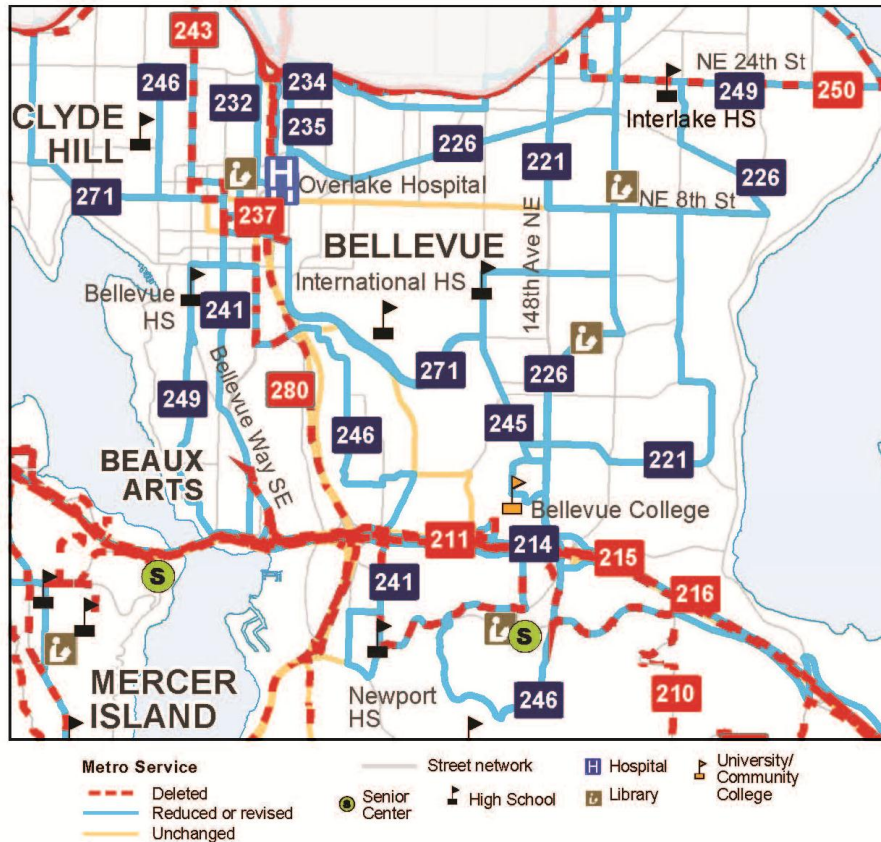 243
246
232
234
235
226
221
NE 24th St
249
250
Interlake HS
CLYDE
HILL
271
H
Overlake Hospital
237
226
NE 8th St
BELLEVUE
International HS
148th Ave NE
Bellevue
HS
241
Bellevue Way SE
280
271
226
249
246
245
221
BEAUX
ARTS
Bellevue College
211
214
215
216
S
241
S
MERCER
ISLAND
Newport
HS
246
210
Metro Service
Deleted
Reduced or revised
Unchanged
Street network
S
Senior
Center
High School
H
Hospital
Library
University/
Community
College